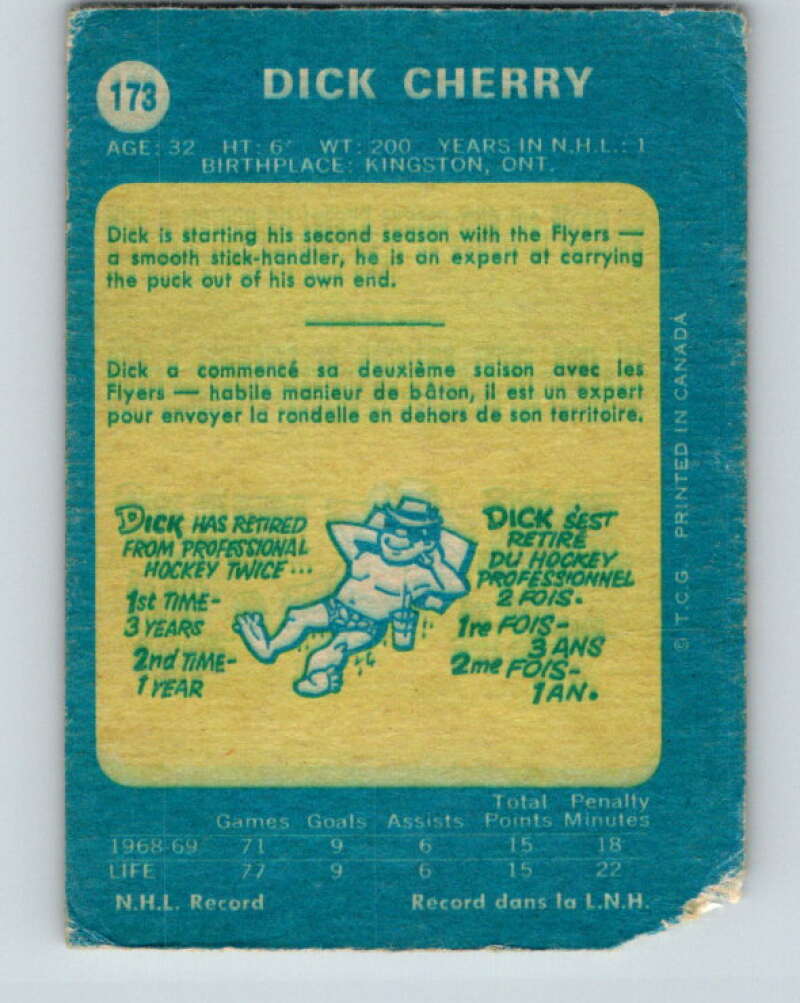 173
DICK CHERRY
AGE: 32 HT: 6' WT: 200 YEARS IN N.H.L.: 1
BIRTHPLACE: KINGSTON, ONT.
Dick is starting his second season with the Flyers —
a smooth stick-handler, he is an expert at carrying
the puck out of his own end.
Dick a commencé sa deuxième saison avec les
Flyers — habile manieur de bâton, il est un expert
pour envoyer la rondelle en dehors de son territoire.
DICK HAS RETIRED
FROM PROFESSIONAL
HOCKEY TWICE...
1st TIME-
3 YEARS
2nd TIME-
1 YEAR
DICK S'EST
RETIRÉ
DU HOCKEY
PROFESSIONNEL
2 FOIS.
1re FOIS-
3 ANS
2me FOIS-
1 AN.
© T.C.G. PRINTED IN CANADA
Games Goals Assists Total Points Penalty Minutes
1968-69 71 9 6 15 18
LIFE 77 9 6 15 22
N.H.L. Record Record dans la L.N.H.